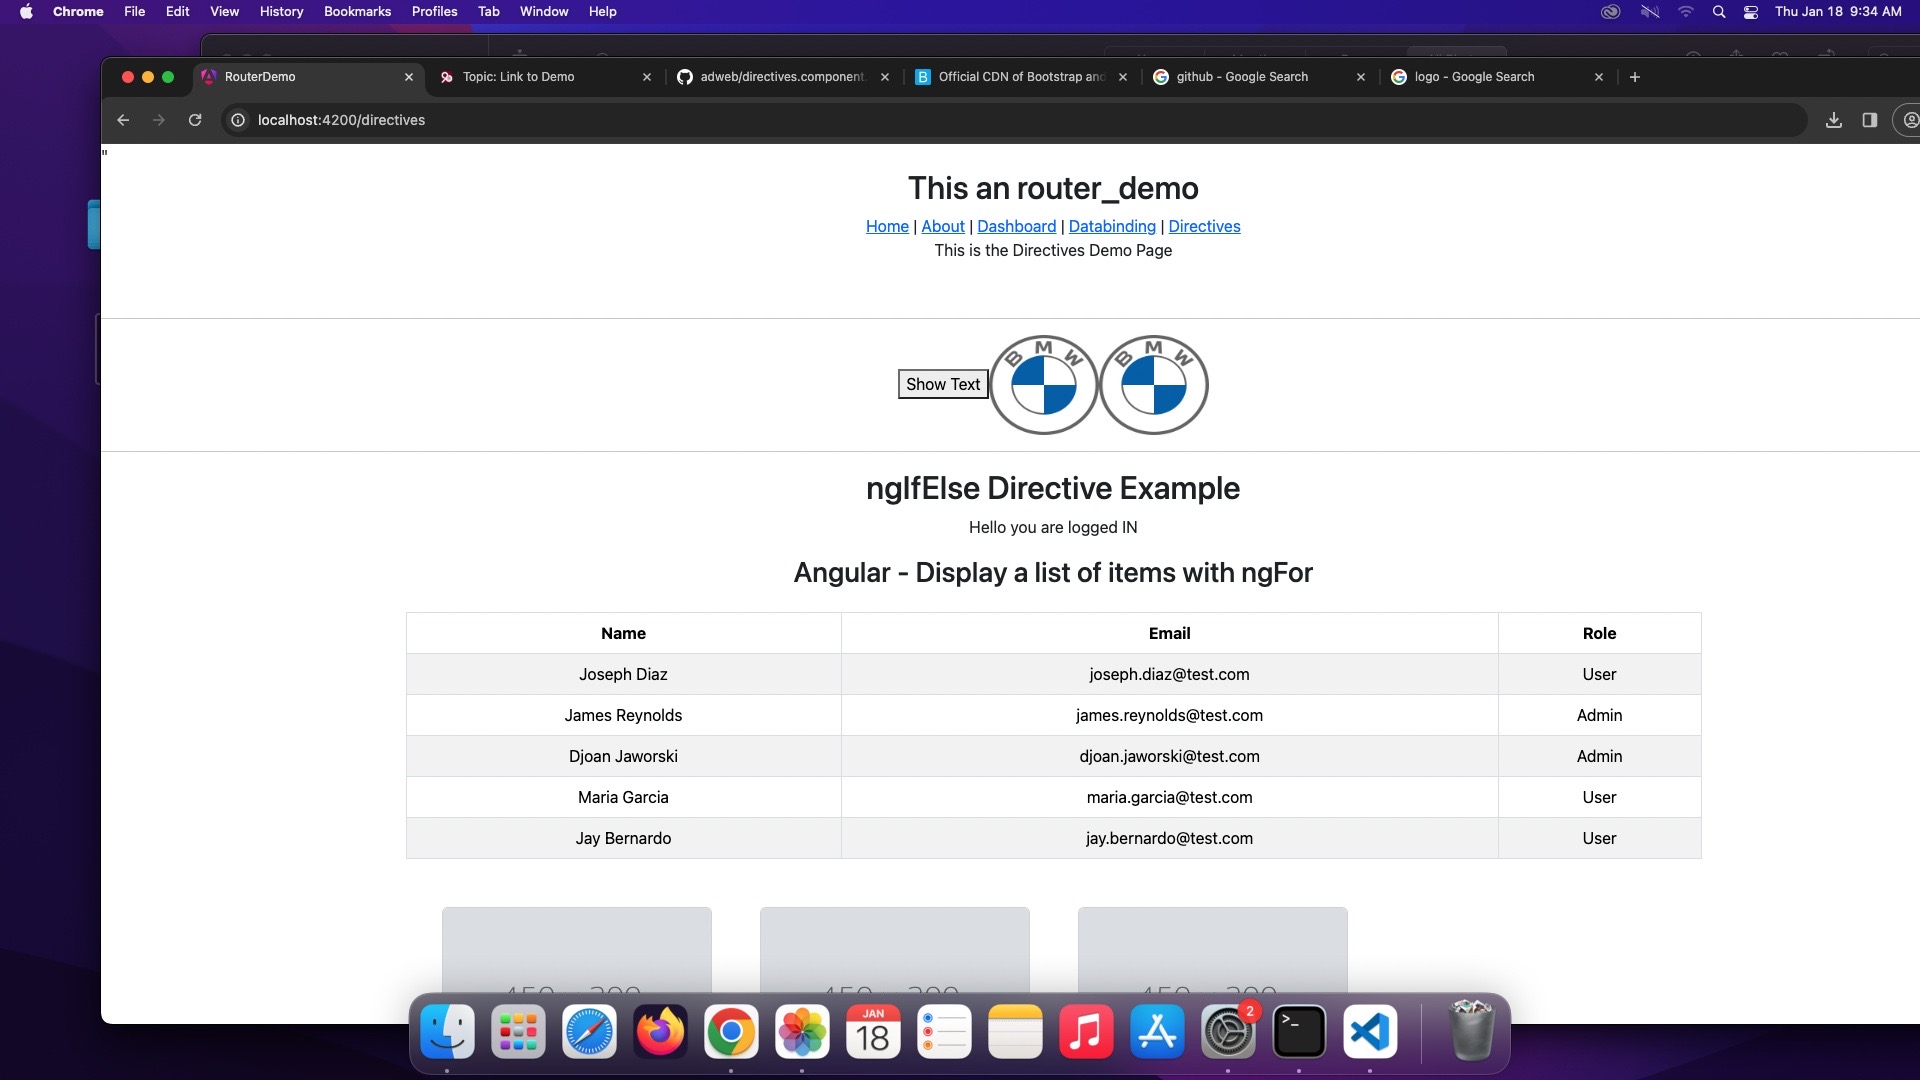 Chrome File Edit View History Bookmarks Profiles Tab Window Help Thu Jan 18 9:34 AM
RouterDemo Topic: Link to Demo adweb/directives.component. Official CDN of Bootstrap and github - Google Search logo - Google Search
localhost:4200/directives
"
This an router_demo
Home | About | Dashboard | Databinding | Directives
This is the Directives Demo Page
Show Text BMW BMW
ngIfElse Directive Example
Hello you are logged IN
Angular - Display a list of items with ngFor
Name Email Role
Joseph Diaz joseph.diaz@test.com User
James Reynolds james.reynolds@test.com Admin
Djoan Jaworski djoan.jaworski@test.com Admin
Maria Garcia maria.garcia@test.com User
Jay Bernardo jay.bernardo@test.com User
JAN 2
18